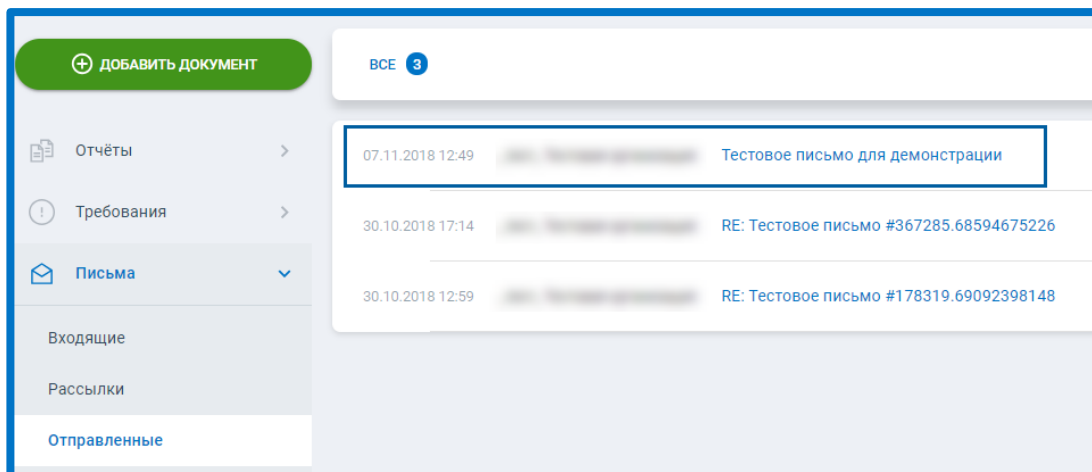 ДОБАВИТЬ ДОКУМЕНТ
Отчёты
Требования
Письма
Входящие
Рассылки
Отправленные
ВСЕ 3
07.11.2018 12:49 Тестовое письмо для демонстрации
30.10.2018 17:14 RE: Тестовое письмо #367285.68594675226
30.10.2018 12:59 RE: Тестовое письмо #178319.69092398148